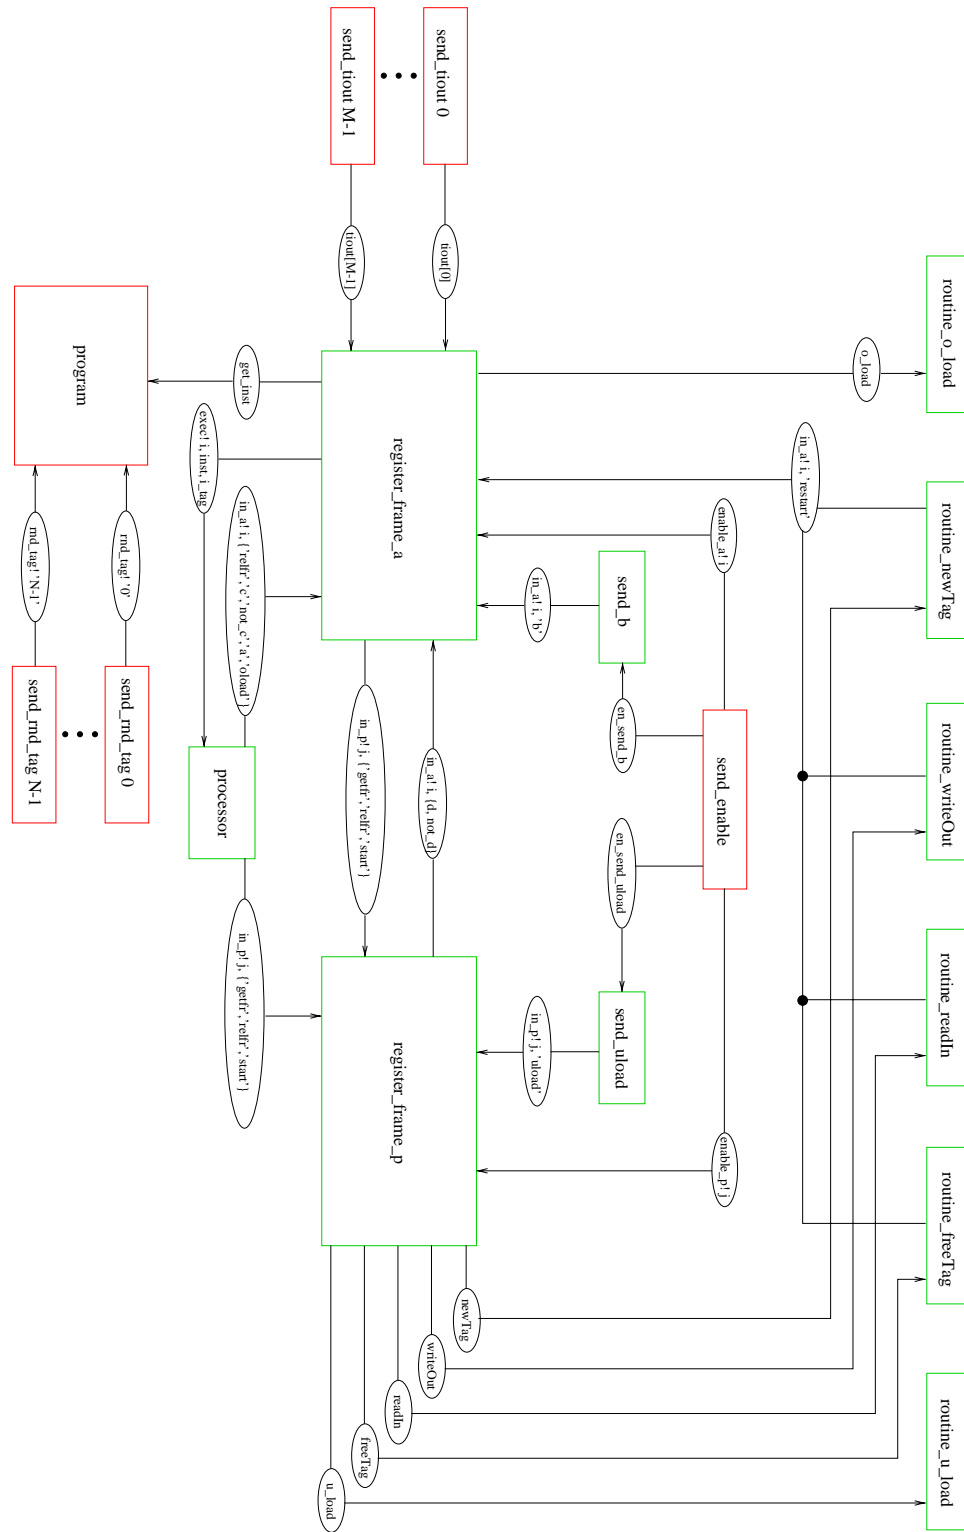 routine_o_load
routine_newTag
routine_writeOut
routine_readIn
routine_freeTag
routine_u_load
o_load
in_a! i, 'restart'
enable_a! i
send_enable
enable_p! j
en_send_b
en_send_uload
send_b
send_uload
in_a! i, 'b'
in_p! j, 'uload'
send_tiout 0
send_tiout M-1
tiout[0]
tiout[M-1]
register_frame_a
register_frame_p
in_a! i, {d, not_d}
in_p! j, {'getfr','relfr','start'}
newTag
writeOut
readIn
freeTag
u_load
get_inst
exec! i, inst, i_tag
in_a! i, {'relfr','c','not_c','a','oload'}
processor
in_p! j, {'getfr','relfr','start'}
program
rnd_tag! '0'
rnd_tag! 'N-1'
send_rnd_tag 0
send_rnd_tag N-1